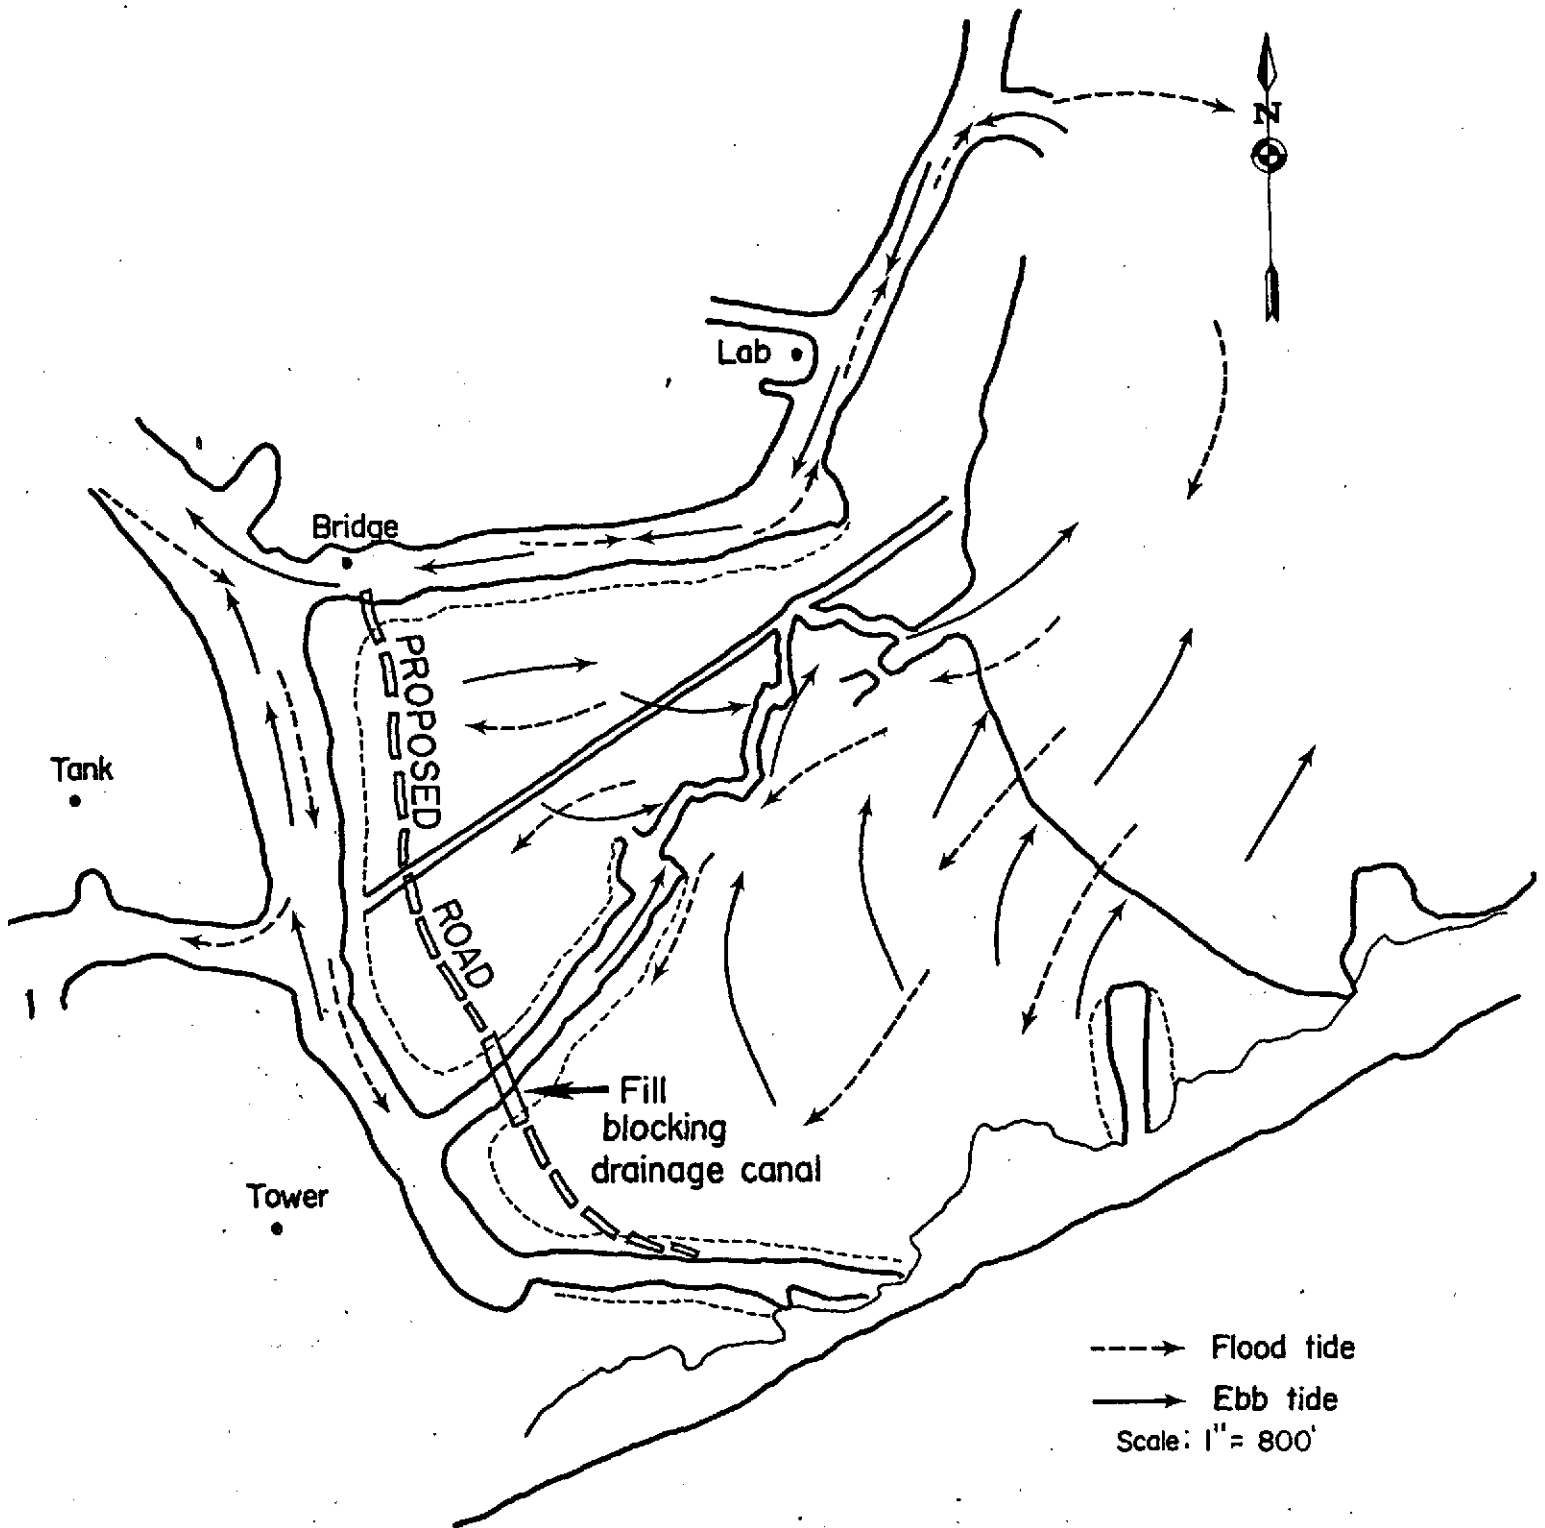 N
Lab
Bridge
PROPOSED
Tank
ROAD
Fill
blocking
drainage canal
Tower
Flood tide
Ebb tide
Scale: 1" = 800'